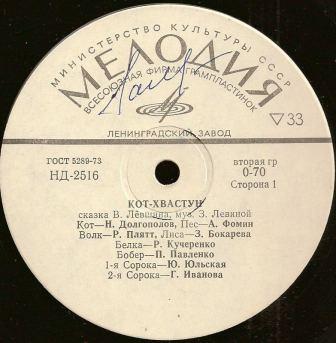 МИНИСТЕРСТВО КУЛЬТУРЫ СССР
МЕЛОДИЯ
ВСЕСОЮЗНАЯ ФИРМА ГРАМПЛАСТИНОК
33
ЛЕНИНГРАДСКИЙ ЗАВОД
ГОСТ 5289-73
НД-2516
вторая гр
0-70
Сторона 1
КОТ-ХВАСТУН
сказка В. Лёвшана, муз. З. Левиной
Кот—Н. Долгополов, Пес—А. Фомин
Волк—Р. Плятт, Лиса—З. Бокарева
Белка—Р. Кучеренко
Бобер—П. Павленко
1-я Сорока—Ю. Юльская
2-я Сорока—Г. Иванова